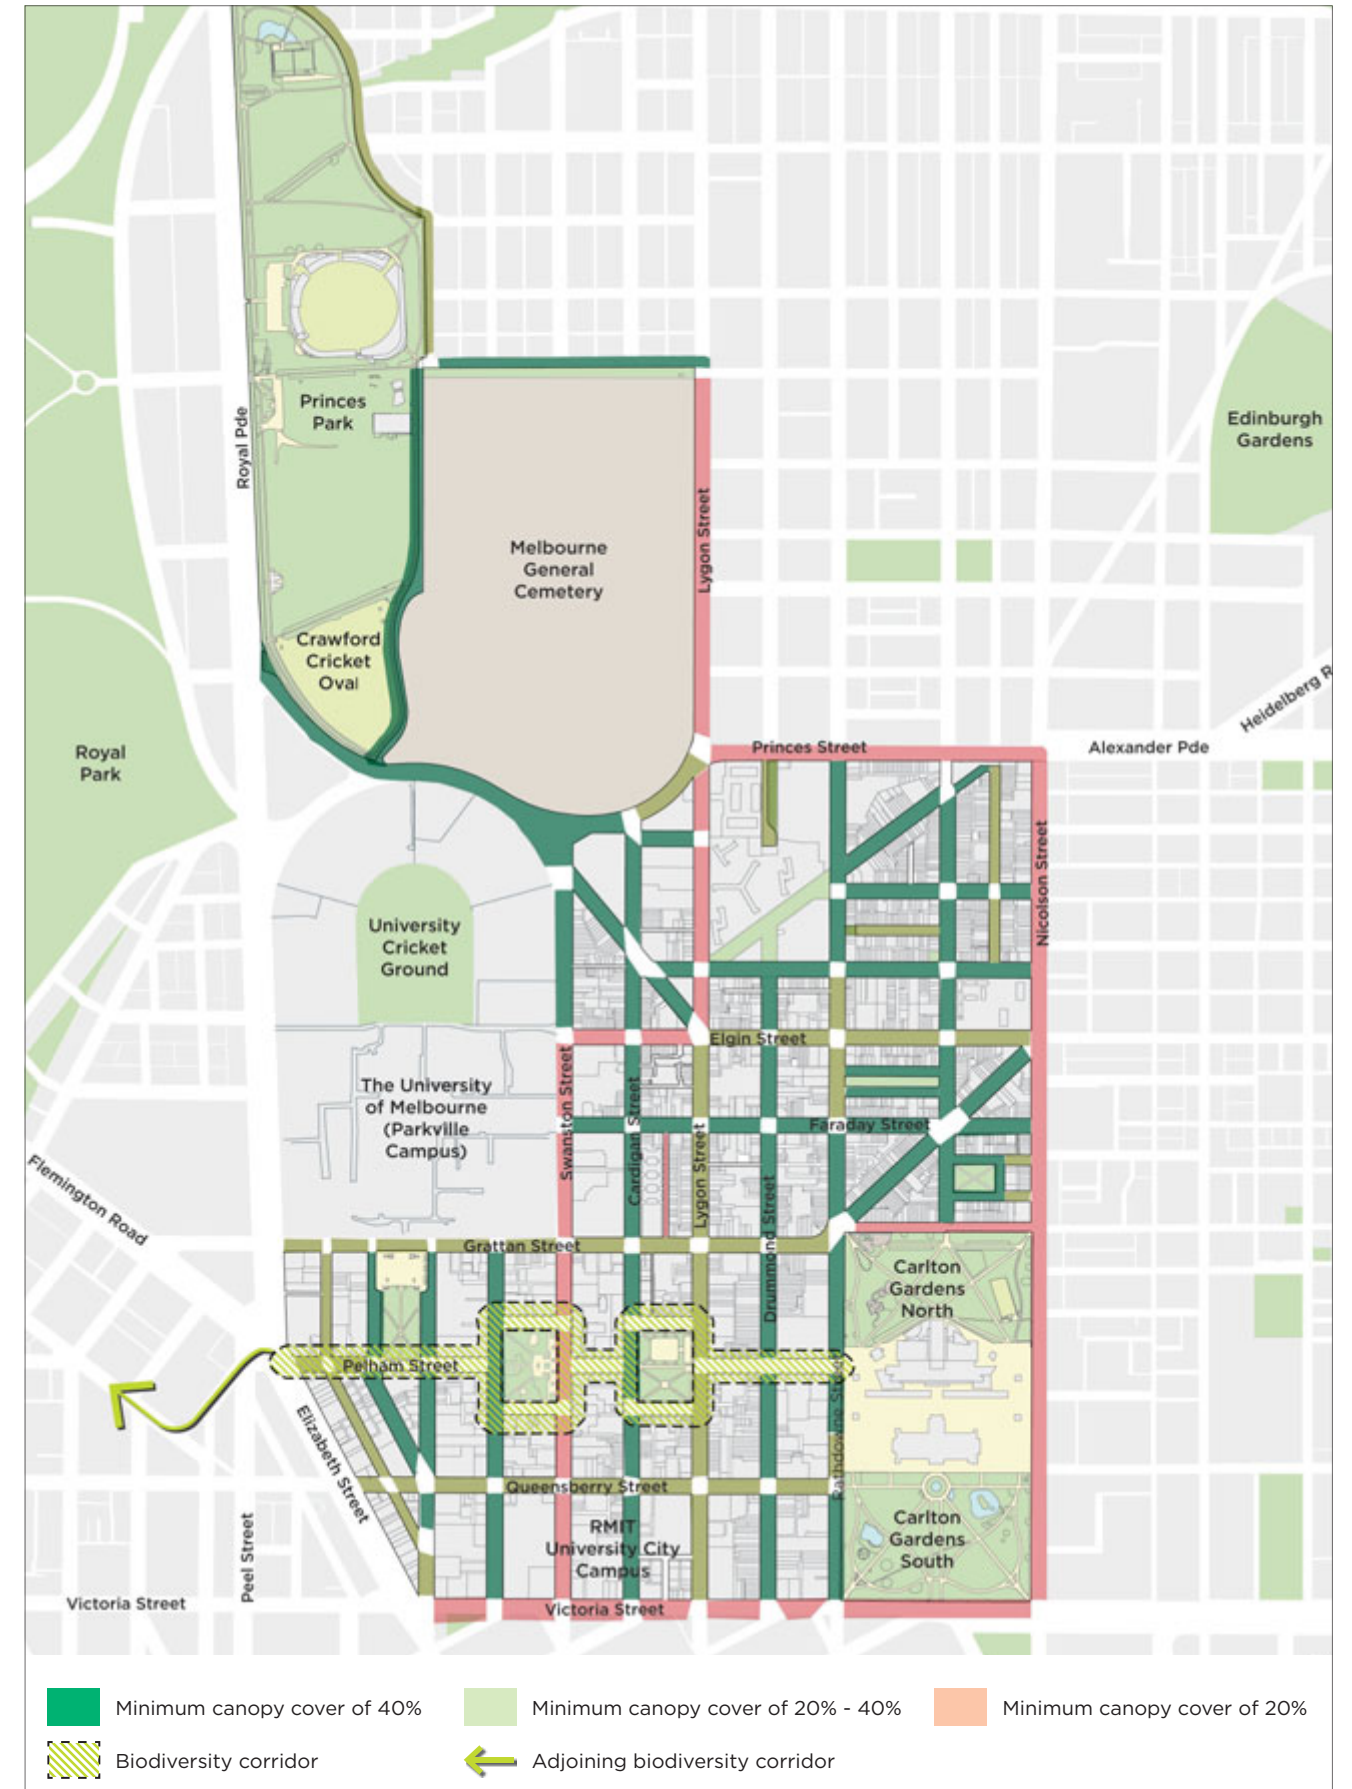 Princes
Park
Royal Pde
Edinburgh
Gardens
Melbourne
General
Cemetery
Lygon Street
Crawford
Cricket
Oval
Heidelberg R
Royal
Park
Princes Street
Alexander Pde
Nicolson Street
University
Cricket
Ground
Elgin Street
The University
of Melbourne
(Parkville
Campus)
Swanston Street
Cardigan Street
Lygon Street
Faraday Street
Drummond Street
Flemington Road
Grattan Street
Carlton
Gardens
North
Pelham Street
Rathdowne Street
Elizabeth Street
Queensberry Street
RMIT
University City
Campus
Carlton
Gardens
South
Peel Street
Victoria Street
Victoria Street
Minimum canopy cover of 40%
Minimum canopy cover of 20% - 40%
Minimum canopy cover of 20%
Biodiversity corridor
Adjoining biodiversity corridor